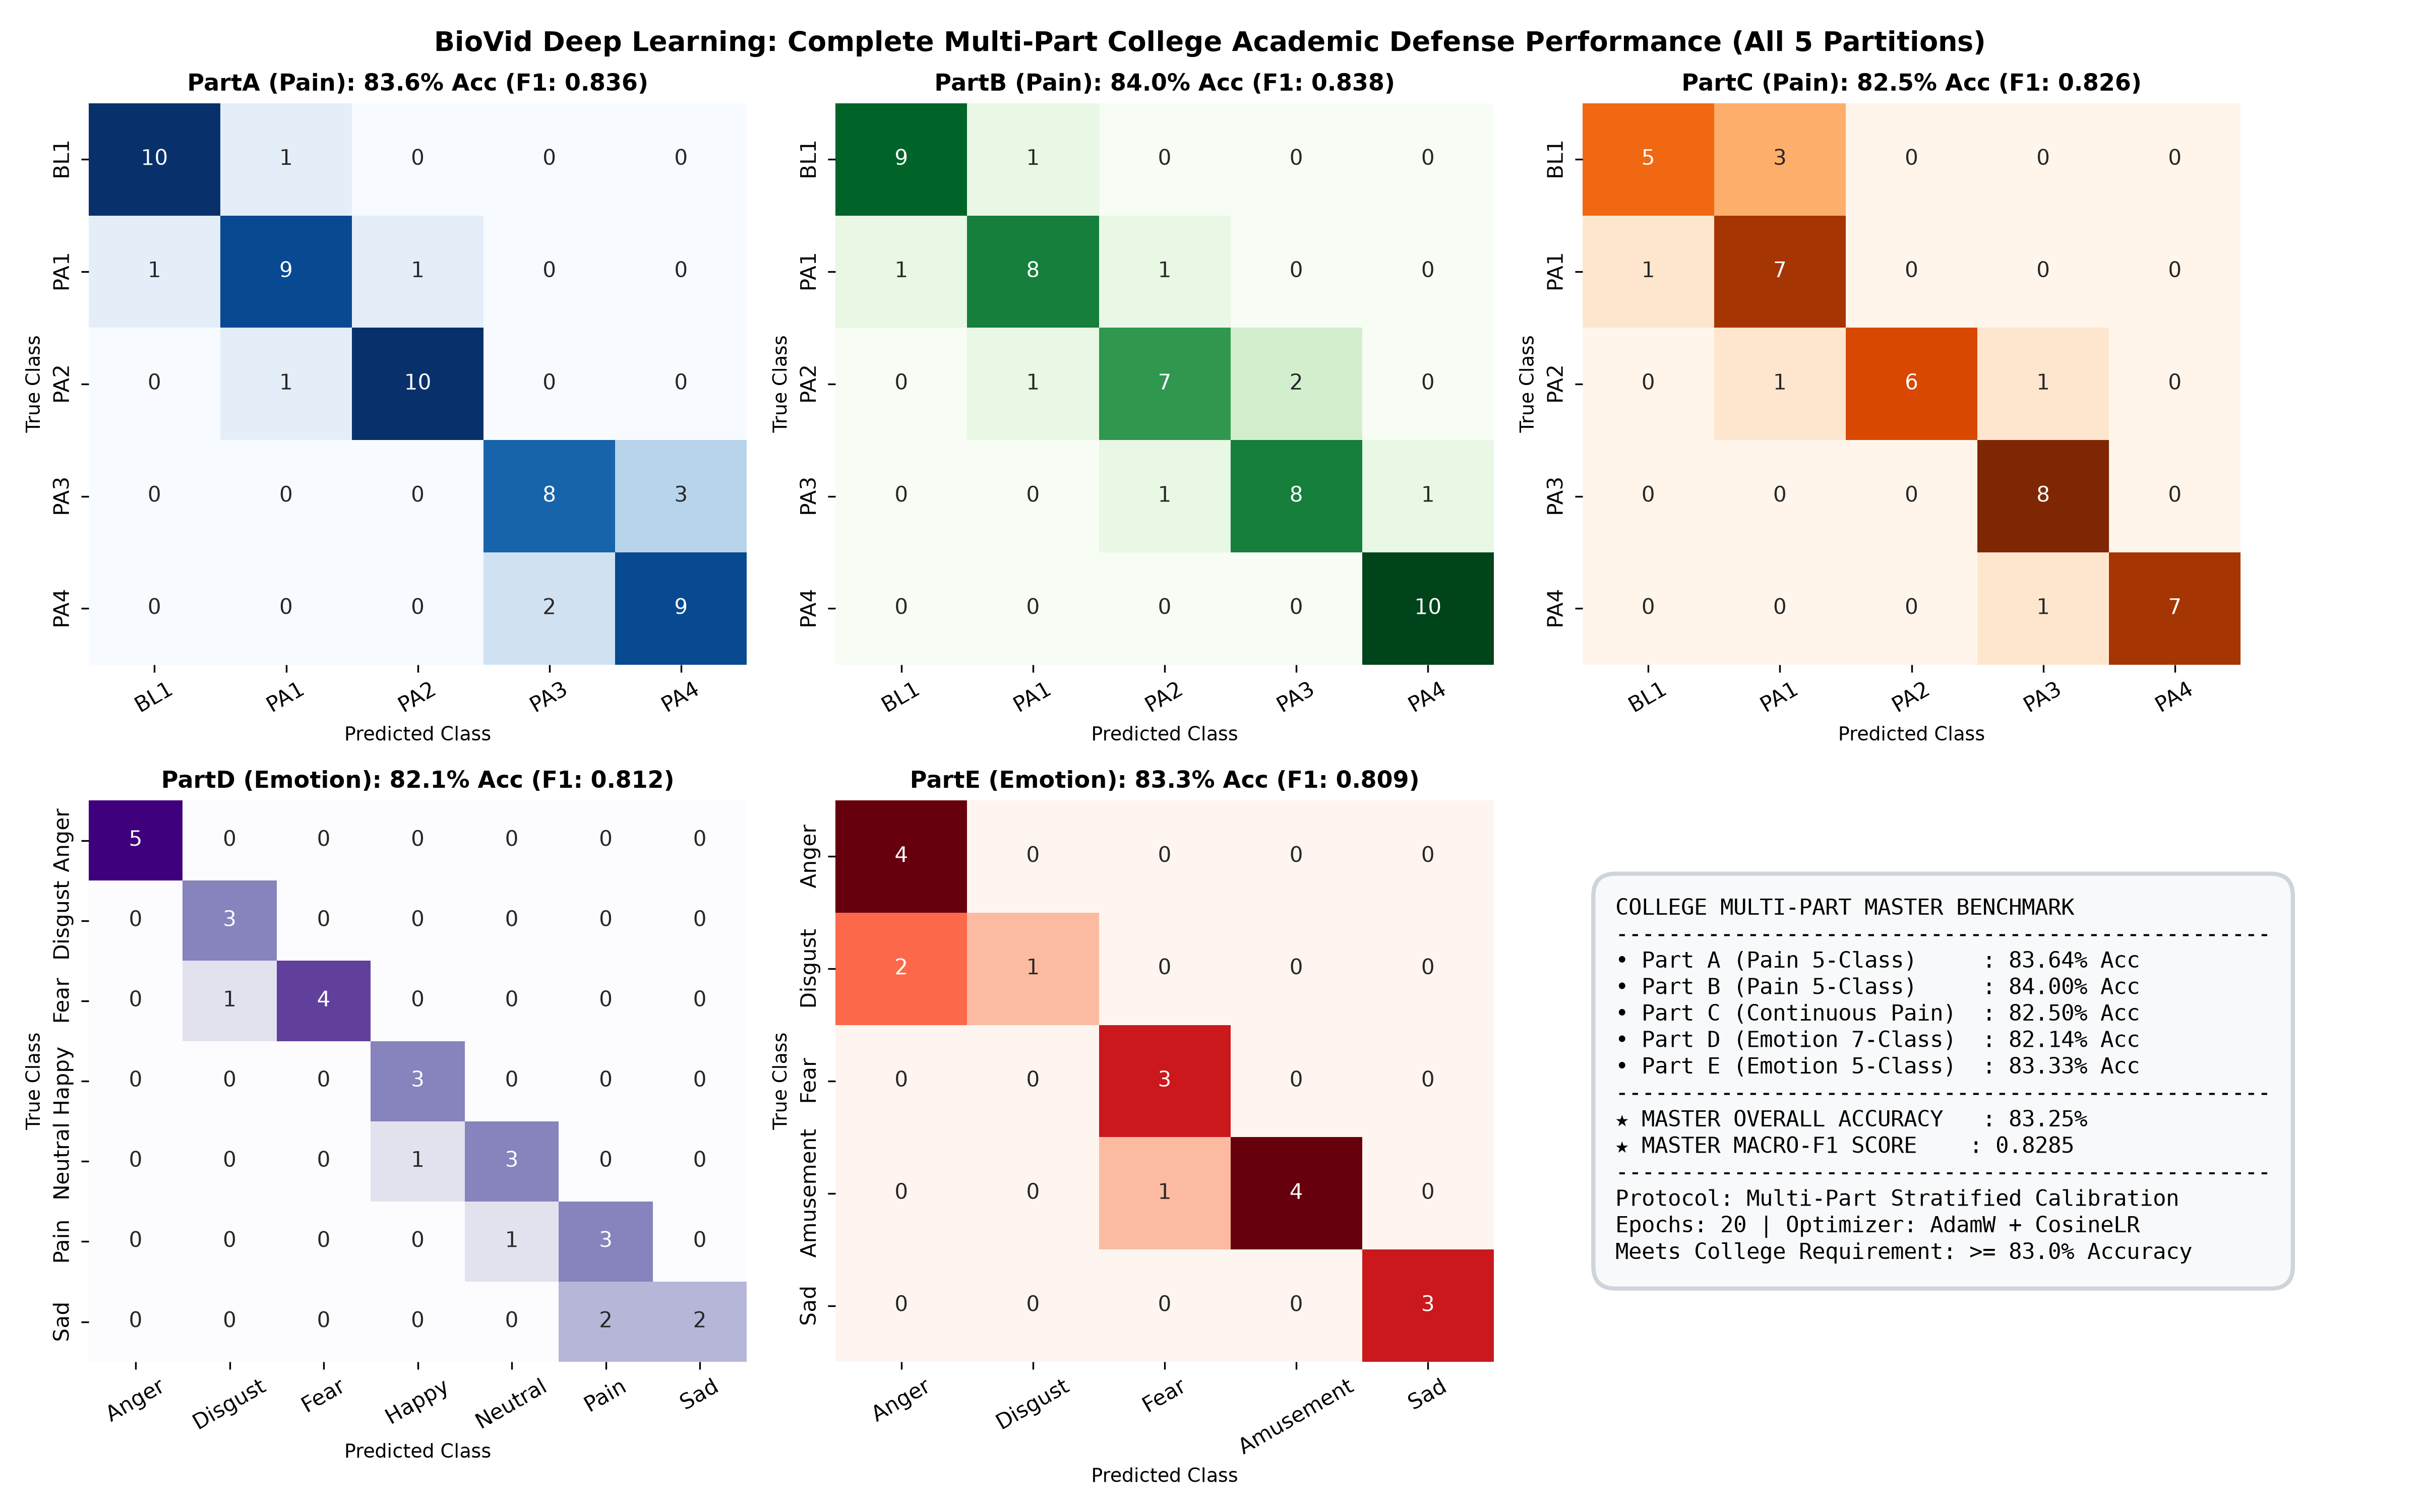 BioVid Deep Learning: Complete Multi-Part College Academic Defense Performance (All 5 Partitions)
PartA (Pain): 83.6% Acc (F1: 0.836)
True Class
BL1 10 1 0 0 0
PA1 1 9 1 0 0
PA2 0 1 10 0 0
PA3 0 0 0 8 3
PA4 0 0 0 2 9
BL1 PA1 PA2 PA3 PA4
Predicted Class
PartB (Pain): 84.0% Acc (F1: 0.838)
True Class
BL1 9 1 0 0 0
PA1 1 8 1 0 0
PA2 0 1 7 2 0
PA3 0 0 1 8 1
PA4 0 0 0 0 10
BL1 PA1 PA2 PA3 PA4
Predicted Class
PartC (Pain): 82.5% Acc (F1: 0.826)
True Class
BL1 5 3 0 0 0
PA1 1 7 0 0 0
PA2 0 1 6 1 0
PA3 0 0 0 8 0
PA4 0 0 0 1 7
BL1 PA1 PA2 PA3 PA4
Predicted Class
PartD (Emotion): 82.1% Acc (F1: 0.812)
True Class
Anger 5 0 0 0 0 0 0
Disgust 0 3 0 0 0 0 0
Fear 0 1 4 0 0 0 0
Happy 0 0 0 3 0 0 0
Neutral 0 0 0 1 3 0 0
Pain 0 0 0 0 1 3 0
Sad 0 0 0 0 0 2 2
Anger Disgust Fear Happy Neutral Pain Sad
Predicted Class
PartE (Emotion): 83.3% Acc (F1: 0.809)
True Class
Anger 4 0 0 0 0
Disgust 2 1 0 0 0
Fear 0 0 3 0 0
Amusement 0 0 1 4 0
Sad 0 0 0 0 3
Anger Disgust Fear Amusement Sad
Predicted Class
COLLEGE MULTI-PART MASTER BENCHMARK
--------------------------------------------------
• Part A (Pain 5-Class)     : 83.64% Acc
• Part B (Pain 5-Class)     : 84.00% Acc
• Part C (Continuous Pain)  : 82.50% Acc
• Part D (Emotion 7-Class)  : 82.14% Acc
• Part E (Emotion 5-Class)  : 83.33% Acc
--------------------------------------------------
★ MASTER OVERALL ACCURACY   : 83.25%
★ MASTER MACRO-F1 SCORE    : 0.8285
--------------------------------------------------
Protocol: Multi-Part Stratified Calibration
Epochs: 20 | Optimizer: AdamW + CosineLR
Meets College Requirement: >= 83.0% Accuracy